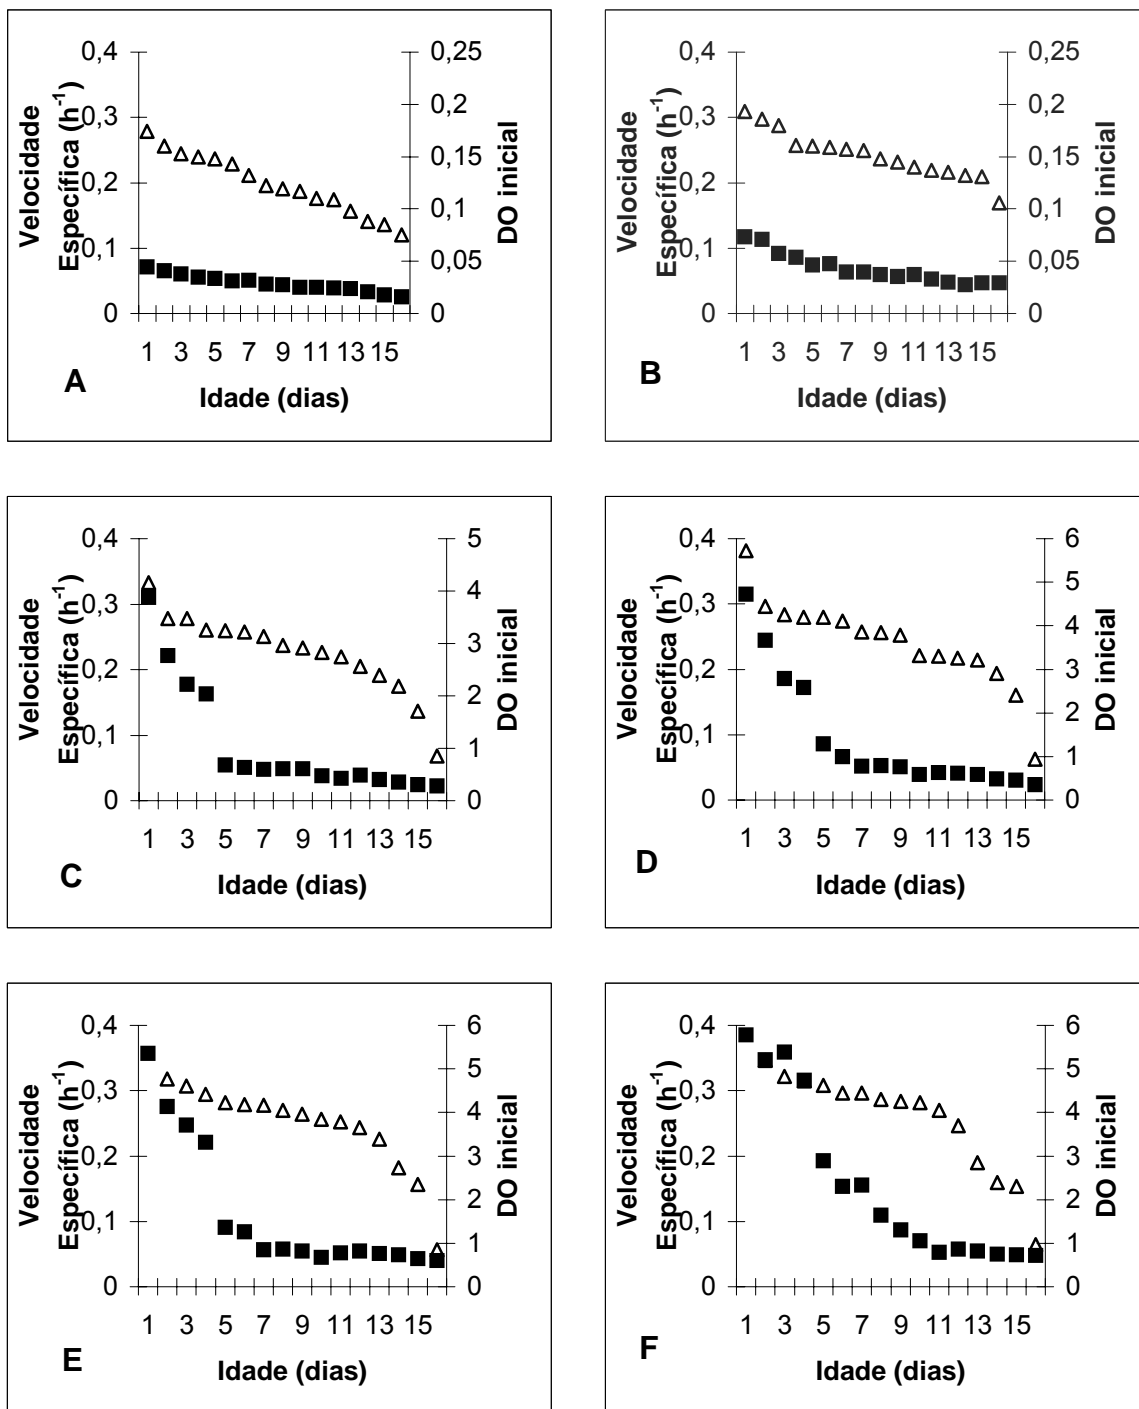 0,4
0,3
0,2
0,1
0
0,25
0,2
0,15
0,1
0,05
0
Velocidade
Específica (h⁻¹)
DO inicial
1 3 5 7 9 11 13 15
A
Idade (dias)
0,4
0,3
0,2
0,1
0
0,25
0,2
0,15
0,1
0,05
0
Velocidade
Específica (h⁻¹)
DO inicial
1 3 5 7 9 11 13 15
B
Idade (dias)
0,4
0,3
0,2
0,1
0
5
4
3
2
1
0
Velocidade
Específica (h⁻¹)
DO inicial
1 3 5 7 9 11 13 15
C
Idade (dias)
0,4
0,3
0,2
0,1
0
6
5
4
3
2
1
0
Velocidade
Específica (h⁻¹)
DO inicial
1 3 5 7 9 11 13 15
D
Idade (dias)
0,4
0,3
0,2
0,1
0
6
5
4
3
2
1
0
Velocidade
Específica (h⁻¹)
DO inicial
1 3 5 7 9 11 13 15
E
Idade (dias)
0,4
0,3
0,2
0,1
0
6
5
4
3
2
1
0
Velocidade
Específica (h⁻¹)
DO inicial
1 3 5 7 9 11 13 15
F
Idade (dias)